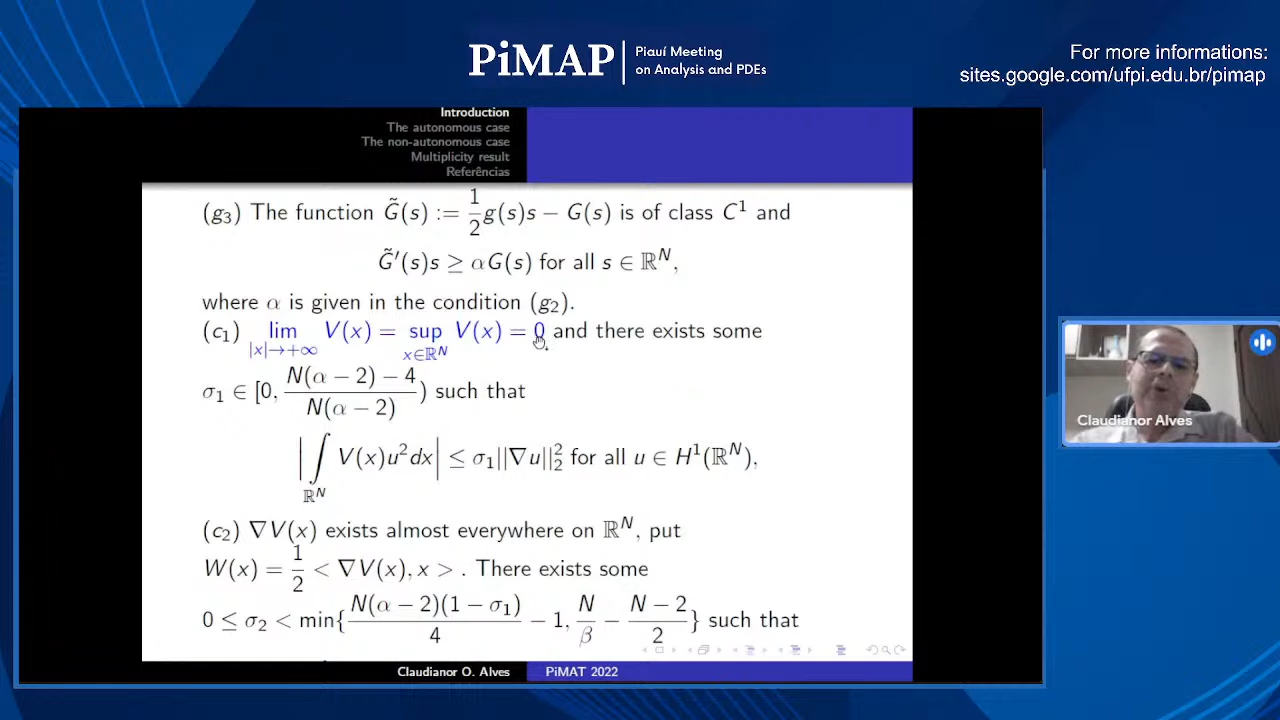 PiMAP
Piauí Meeting
on Analysis and PDEs
For more informations:
sites.google.com/ufpi.edu.br/pimap
Introduction
The autonomous case
The non-autonomous case
Multiplicity result
Referências
(g₃) The function G̃(s) := 1/2 g(s)s − G(s) is of class C¹ and
G̃′(s)s ≥ αG(s) for all s ∈ ℝᴺ,
where α is given in the condition (g₂).
(c₁) lim_{|x|→+∞} V(x) = sup_{x∈ℝᴺ} V(x) = 0 and there exists some
σ₁ ∈ [0, N(α − 2) − 4 / N(α − 2)) such that
|∫_{ℝᴺ} V(x)u²dx| ≤ σ₁||∇u||₂² for all u ∈ H¹(ℝᴺ),
(c₂) ∇V(x) exists almost everywhere on ℝᴺ, put
W(x) = 1/2 < ∇V(x), x > . There exists some
0 ≤ σ₂ < min{N(α − 2)(1 − σ₁) / 4 − 1, N/β − N − 2 / 2} such that
Claudianor O. Alves
PiMAT 2022
Claudianor Alves